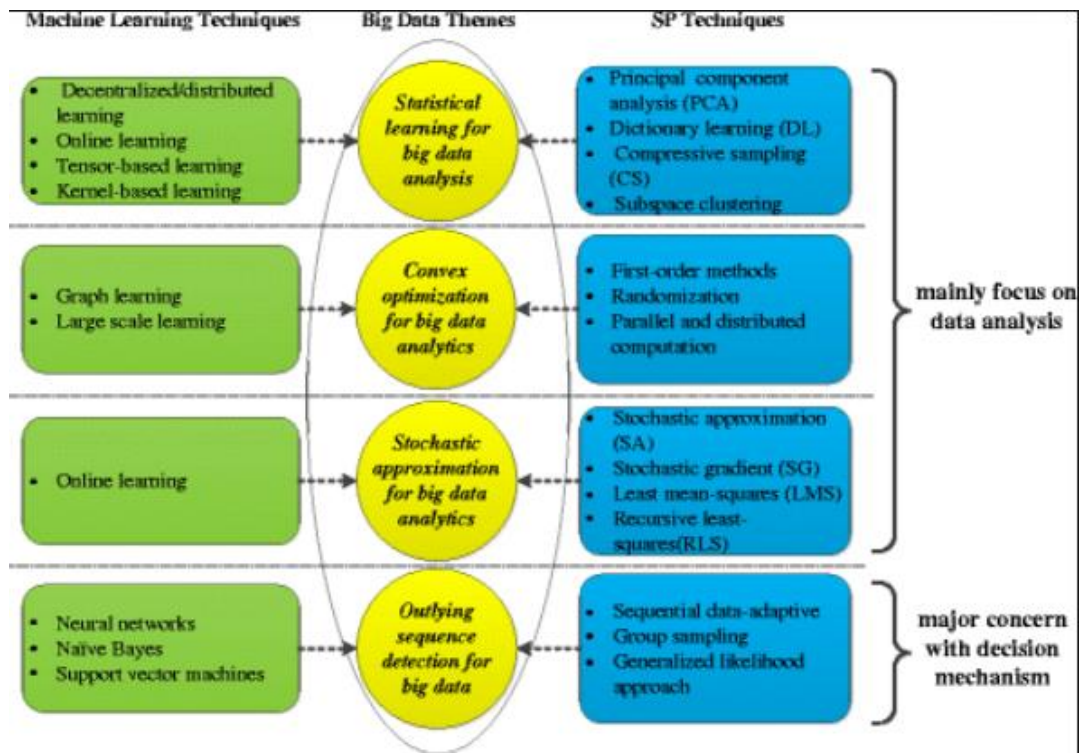 Machine Learning Techniques
Big Data Themes
SP Techniques
• Decentralized/distributed
learning
• Online learning
• Tensor-based learning
• Kernel-based learning
Statistical
learning for
big data
analysis
• Principal component
analysis (PCA)
• Dictionary learning (DL)
• Compressive sampling
(CS)
• Subspace clustering
• Graph learning
• Large scale learning
Convex
optimization
for big data
analytics
• First-order methods
• Randomization
• Parallel and distributed
computation
mainly focus on
data analysis
• Online learning
Stochastic
approximation
for big data
analytics
• Stochastic approximation
(SA)
• Stochastic gradient (SG)
• Least mean-squares (LMS)
• Recursive least-
squares(RLS)
• Neural networks
• Naïve Bayes
• Support vector machines
Outlying
sequence
detection for
big data
• Sequential data-adaptive
• Group sampling
• Generalized likelihood
approach
major concern
with decision
mechanism